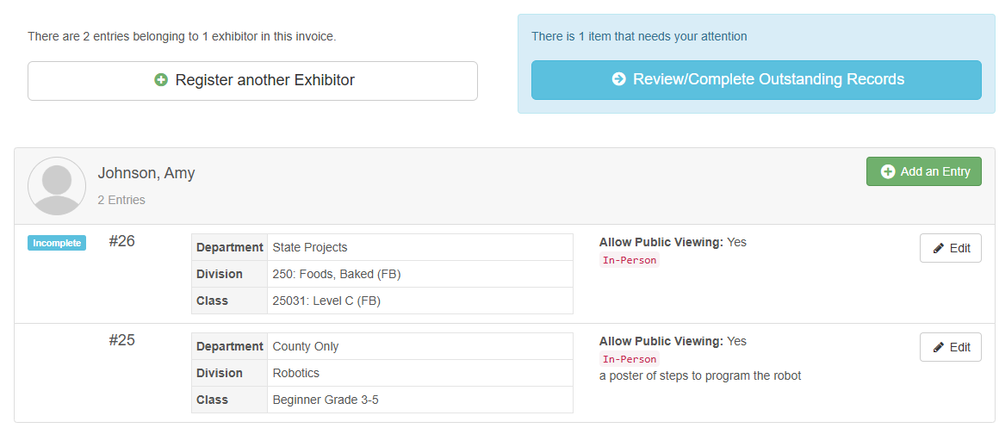 There are 2 entries belonging to 1 exhibitor in this invoice.
Register another Exhibitor
There is 1 item that needs your attention
Review/Complete Outstanding Records
Johnson, Amy
2 Entries
Add an Entry
Incomplete
#26
Department State Projects
Division 250: Foods, Baked (FB)
Class 25031: Level C (FB)
Allow Public Viewing: Yes
In-Person
Edit
#25
Department County Only
Division Robotics
Class Beginner Grade 3-5
Allow Public Viewing: Yes
In-Person
a poster of steps to program the robot
Edit